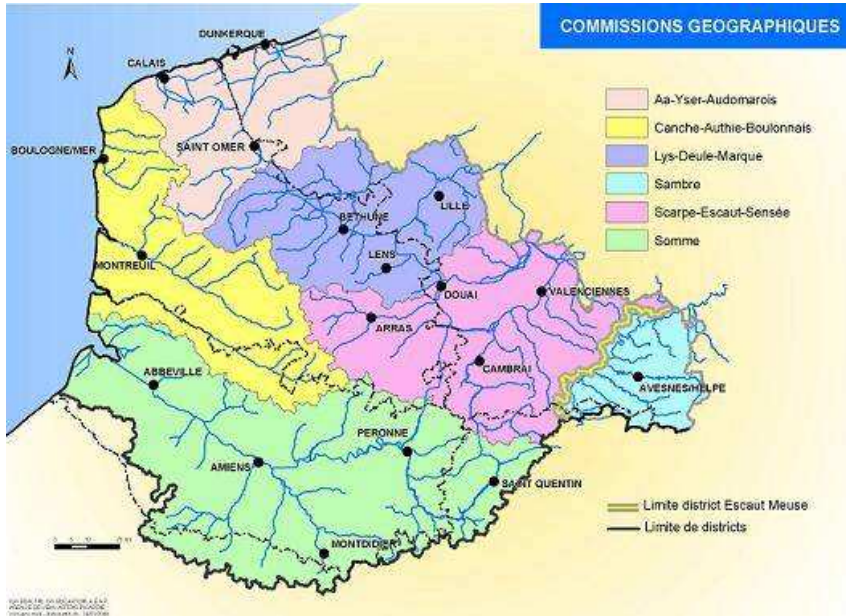 COMMISSIONS GEOGRAPHIQUES
DUNKERQUE
N
CALAIS
Aa-Yser-Audomarois
Canche-Authie-Boulonnais
BOULOGNE/MER
SAINT OMER
Lys-Deule-Marque
Sambre
LILLE
BETHUNE
Scarpe-Escaut-Sensée
Somme
MONTREUIL
LENS
DOUAI
VALENCIENNES
ARRAS
CAMBRAI
ABBEVILLE
AVESNES/HELPE
PERONNE
AMIENS
SAINT QUENTIN
Limite district Escaut Meuse
Limite de districts
MONTDIDIER